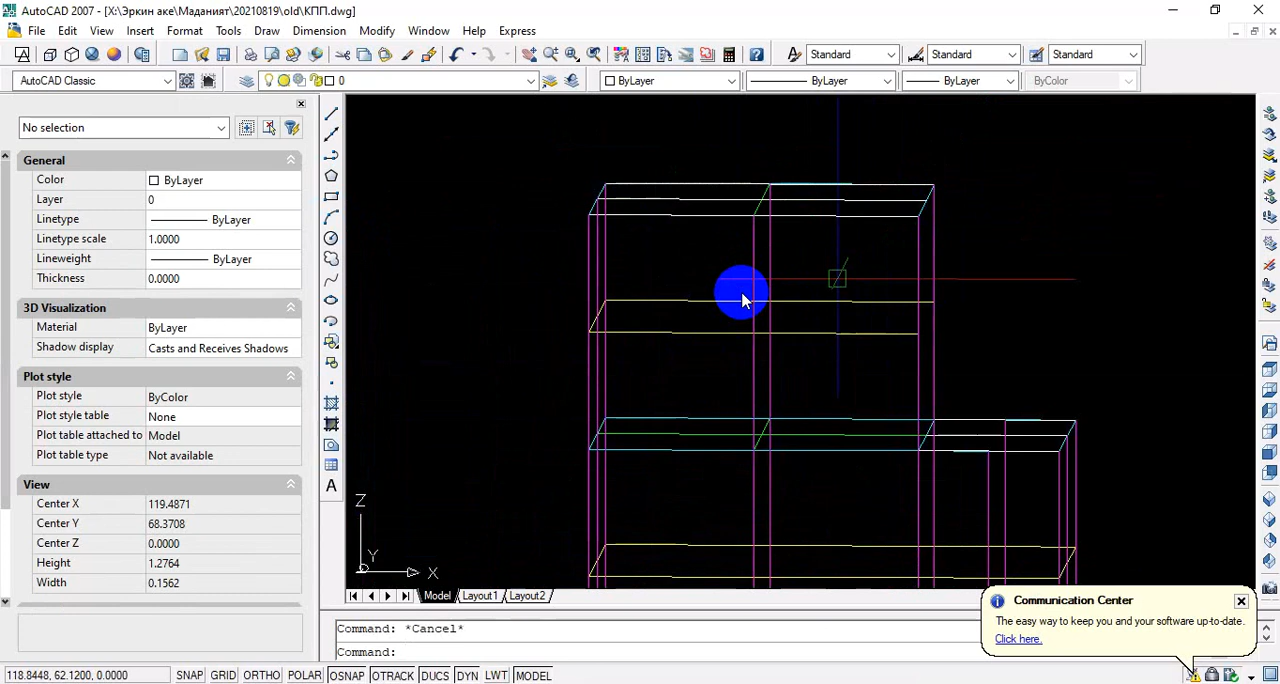 AutoCAD 2007 - [X:\Эркин аке\Маданият\20210819\old\КПП.dwg]
File Edit View Insert Format Tools Draw Dimension Modify Window Help Express
Standard Standard Standard
AutoCAD Classic 0 ByLayer ByLayer ByLayer ByColor
No selection
General
Color ByLayer
Layer 0
Linetype ByLayer
Linetype scale 1.0000
Lineweight ByLayer
Thickness 0.0000
3D Visualization
Material ByLayer
Shadow display Casts and Receives Shadows
Plot style
Plot style ByColor
Plot style table None
Plot table attached to Model
Plot table type Not available
View
Center X 119.4871
Center Y 68.3708
Center Z 0.0000
Height 1.2764
Width 0.1562
Z
Y
X
Model Layout1 Layout2
Command: *Cancel*
Command:
Communication Center
The easy way to keep you and your software up-to-date.
Click here.
118.8448, 62.1200, 0.0000 SNAP GRID ORTHO POLAR OSNAP OTRACK DUCS DYN LWT MODEL